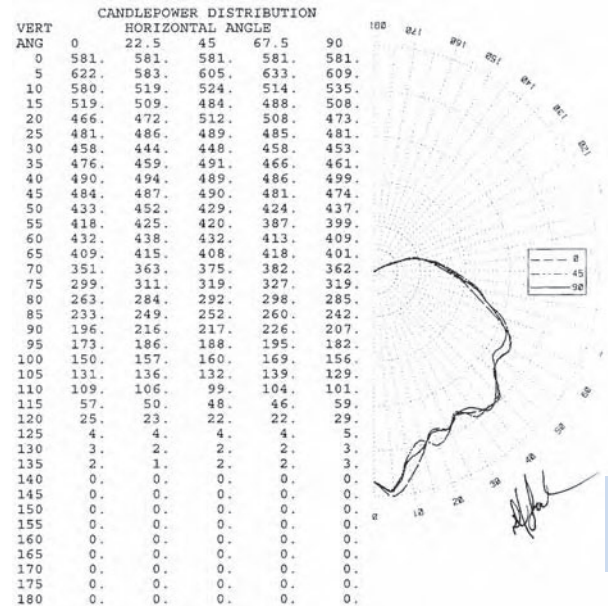 CANDLEPOWER DISTRIBUTION
VERT HORIZONTAL ANGLE
ANG 0 22.5 45 67.5 90
0 581. 581. 581. 581. 581.
5 622. 583. 605. 633. 609.
10 580. 519. 524. 514. 535.
15 519. 509. 484. 488. 508.
20 466. 472. 512. 508. 473.
25 481. 486. 489. 485. 481.
30 458. 444. 448. 458. 453.
35 476. 459. 491. 466. 461.
40 490. 494. 489. 486. 499.
45 484. 487. 490. 481. 474.
50 433. 452. 429. 424. 437.
55 418. 425. 420. 387. 399.
60 432. 438. 432. 413. 409.
65 409. 415. 408. 418. 401.
70 351. 363. 375. 382. 362.
75 299. 311. 319. 327. 319.
80 263. 284. 292. 298. 285.
85 233. 249. 252. 260. 242.
90 196. 216. 217. 226. 207.
95 173. 186. 188. 195. 182.
100 150. 157. 160. 169. 156.
105 131. 136. 132. 139. 129.
110 109. 106. 99. 104. 101.
115 57. 50. 48. 46. 59.
120 25. 23. 22. 22. 29.
125 4. 4. 4. 4. 5.
130 3. 2. 2. 2. 3.
135 2. 1. 2. 2. 3.
140 0. 0. 0. 0. 0.
145 0. 0. 0. 0. 0.
150 0. 0. 0. 0. 0.
155 0. 0. 0. 0. 0.
160 0. 0. 0. 0. 0.
165 0. 0. 0. 0. 0.
170 0. 0. 0. 0. 0.
175 0. 0. 0. 0. 0.
180 0. 0. 0. 0. 0.
180
170
160
150
140
130
120
0
45
90
60
50
40
30
20
10
0